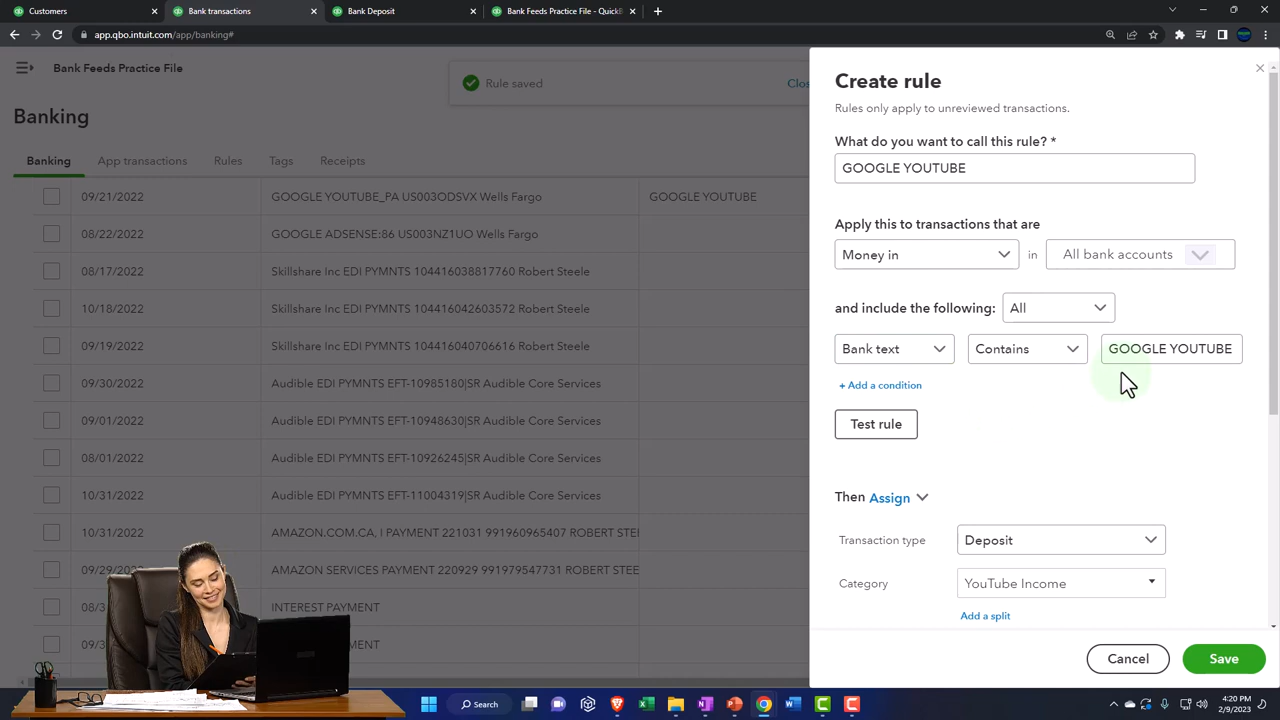 Customers
QuickBooks
Bank Deposit
Bank Feeds Practice File - QuickB
app.qbo.intuit.com/app/banking#
Bank Feeds Practice File
Rule saved
Clos
Banking
Banking
App transactions
Rules
Tags
Receipts
09/21/2022 GOOGLE YOUTUBE_PA US003ODSVX Wells Fargo GOOGLE YOUTUBE
08/22/2022 GOOGLE ADSENSE:86 US003NZ1UO Wells Fargo
08/17/2022 Skillshare Inc EDI PYMNTS 104416038817760 Robert Steele
10/18/2022 Skillshare Inc EDI PYMNTS 104416042603572 Robert Steele
09/19/2022 Skillshare Inc EDI PYMNTS 104416040706616 Robert Steele
09/30/2022 Audible EDI PYMNTS EFT-10985180|SR Audible Core Services
09/01/2022 Audible EDI PYMNTS EFT-10948630|SR Audible Core Services
08/01/2022 Audible EDI PYMNTS EFT-10926245|SR Audible Core Services
10/31/2022 Audible EDI PYMNTS EFT-11004319|SR Audible Core Services
10/31/2022 AMAZON.COM.CA, I PAYMENT 221031 991960965407 ROBERT STEE
AMAZON SERVICES PAYMENT 220929 991979547731 ROBERT STEE
08/3 INTEREST PAYMENT
Create rule
Rules only apply to unreviewed transactions.
What do you want to call this rule? *
GOOGLE YOUTUBE
Apply this to transactions that are
Money in in All bank accounts
and include the following: All
Bank text Contains GOOGLE YOUTUBE
+ Add a condition
Test rule
Then Assign
Transaction type Deposit
Category YouTube Income
Add a split
Cancel
Save
Search
4:20 PM
2/9/2023